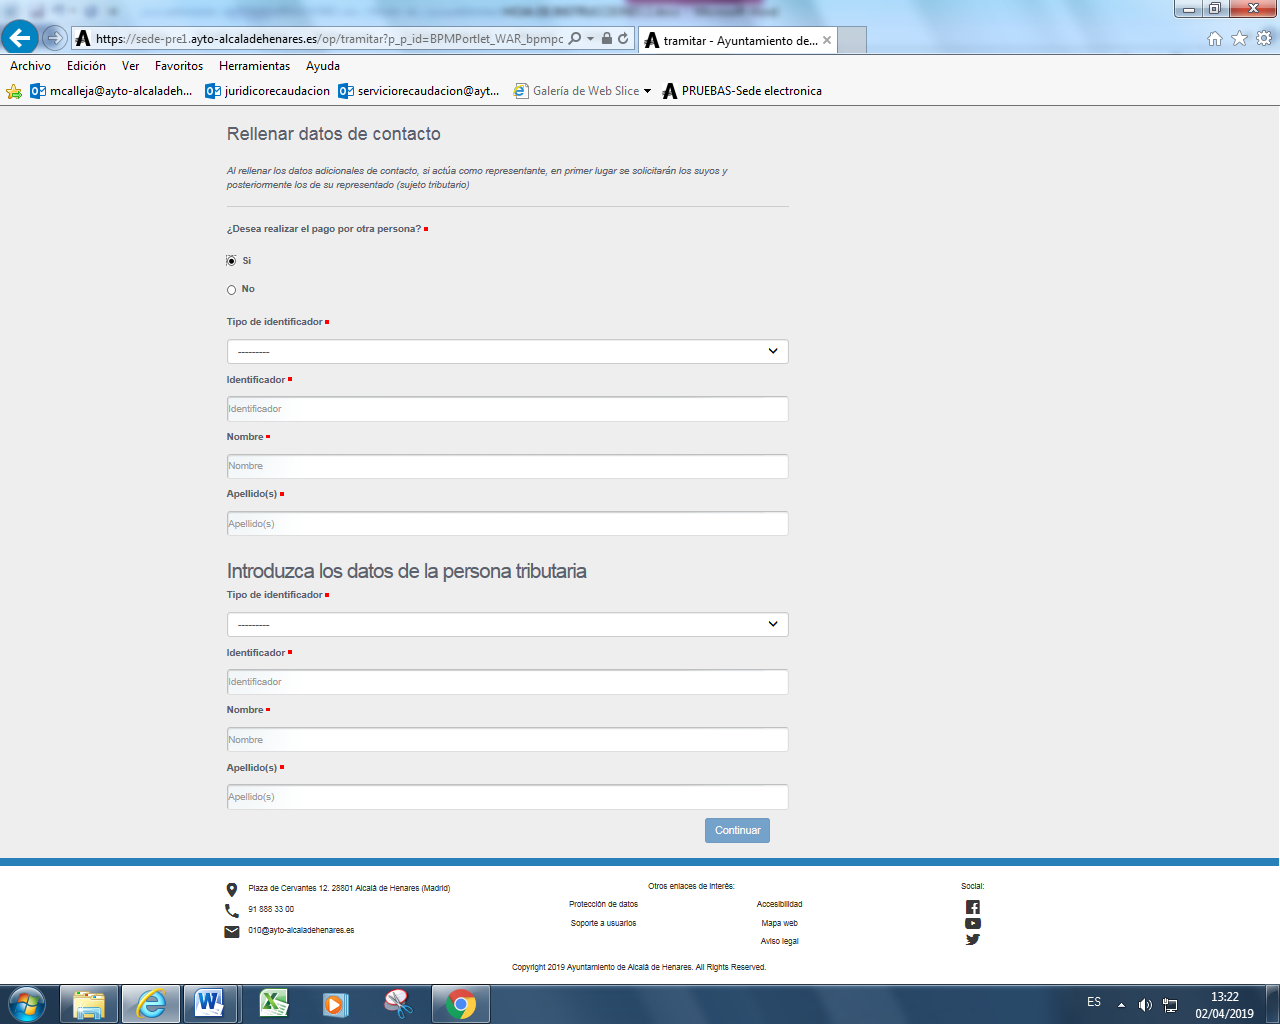 https://sede-pre1.ayto-alcaladehenares.es/op/tramitar?p_p_id=BPMPortlet_WAR_bpmpc
tramitar - Ayuntamiento de...
Archivo Edición Ver Favoritos Herramientas Ayuda
mcalleja@ayto-alcaladeh... juridicorecaudacion serviciorecaudacion@ayt... Galería de Web Slice PRUEBAS-Sede electronica
Rellenar datos de contacto
Al rellenar los datos adicionales de contacto, si actúa como representante, en primer lugar se solicitarán los suyos y
posteriormente los de su representado (sujeto tributario)
¿Desea realizar el pago por otra persona?
Si
No
Tipo de identificador
---------
Identificador
Identificador
Nombre
Nombre
Apellido(s)
Apellido(s)
Introduzca los datos de la persona tributaria
Tipo de identificador
---------
Identificador
Identificador
Nombre
Nombre
Apellido(s)
Apellido(s)
Continuar
Plaza de Cervantes 12. 28801 Alcalá de Henares (Madrid)
91 888 33 00
010@ayto-alcaladehenares.es
Otros enlaces de interés:
Protección de datos Accesibilidad
Soporte a usuarios Mapa web
Aviso legal
Social:
Copyright 2019 Ayuntamiento de Alcalá de Henares. All Rights Reserved.
ES
13:22
02/04/2019